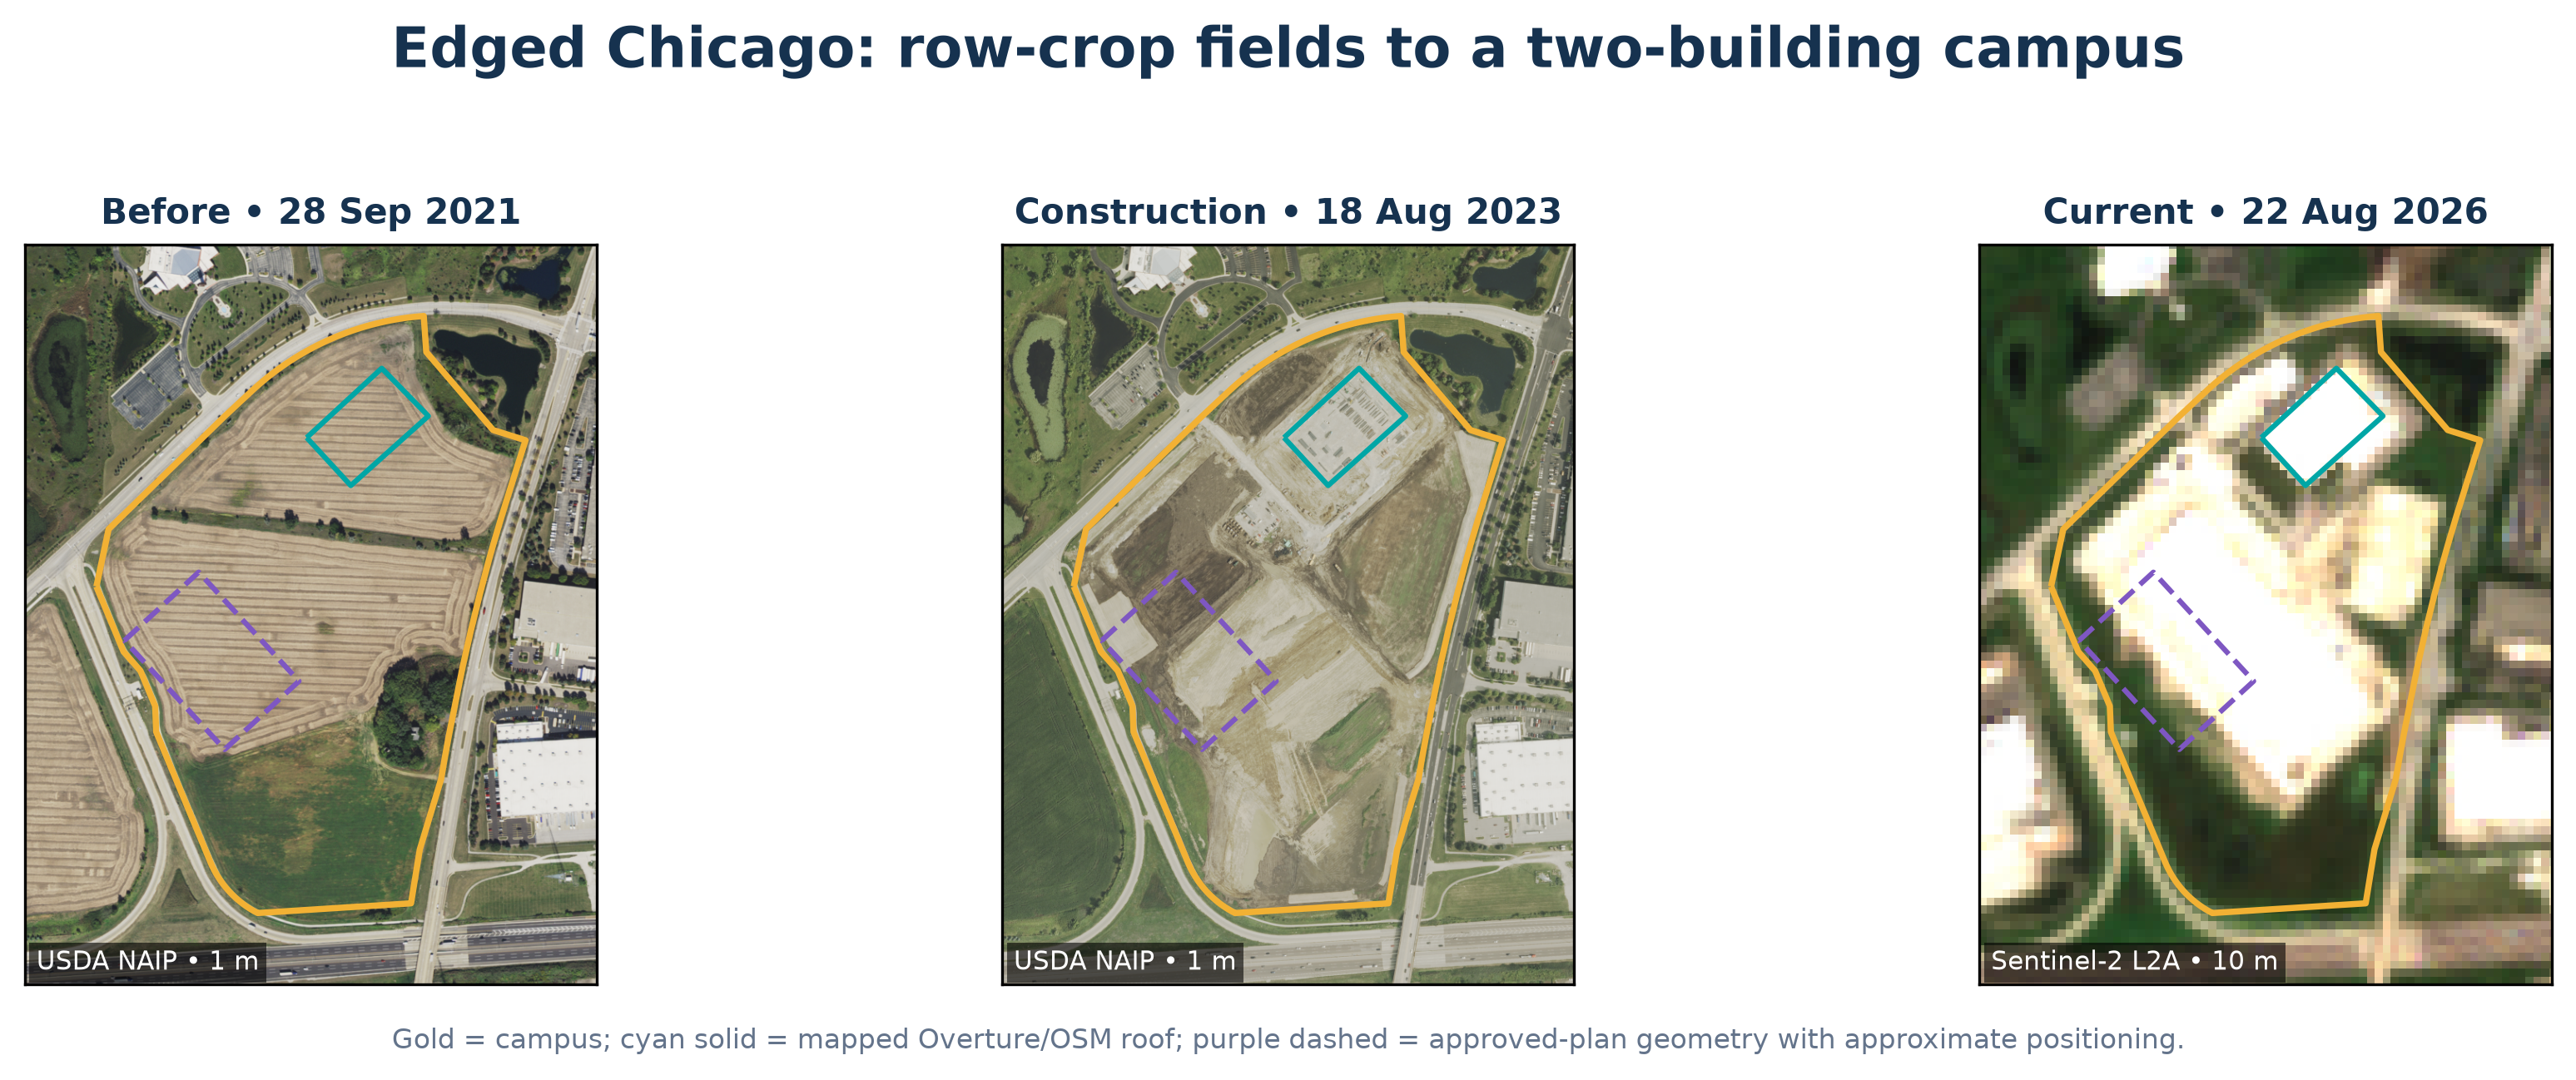 Edged Chicago: row-crop fields to a two-building campus
Before • 28 Sep 2021
Construction • 18 Aug 2023
Current • 22 Aug 2026
USDA NAIP • 1 m
USDA NAIP • 1 m
Sentinel-2 L2A • 10 m
Gold = campus; cyan solid = mapped Overture/OSM roof; purple dashed = approved-plan geometry with approximate positioning.